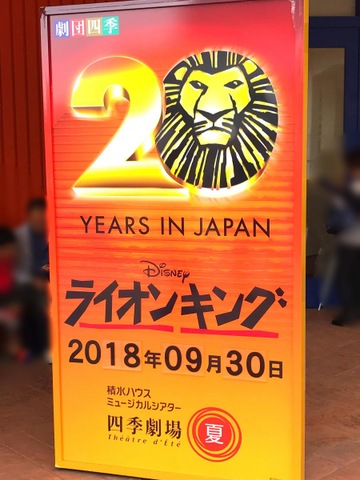 劇団四季
20
YEARS IN JAPAN
Disney
ライオンキング
2018年09月30日
積水ハウス
ミュージカルシアター
四季劇場
夏
Théâtre d'Été